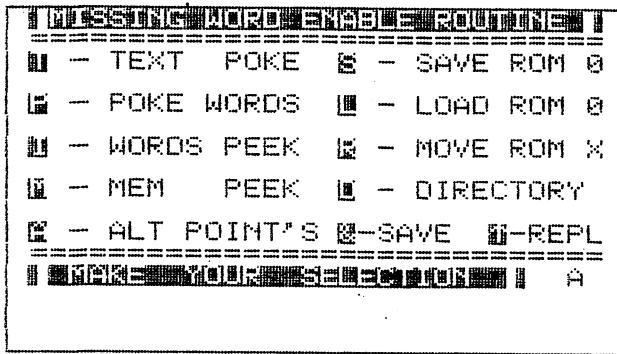 MISSING WORD ENABLE ROUTINE
- TEXT POKE S - SAVE ROM 0
- POKE WORDS L - LOAD ROM 0
- WORDS PEEK - MOVE ROM X
- MEM PEEK - DIRECTORY
- ALT POINT'S -SAVE -REPL
MAKE YOUR SELECTION A